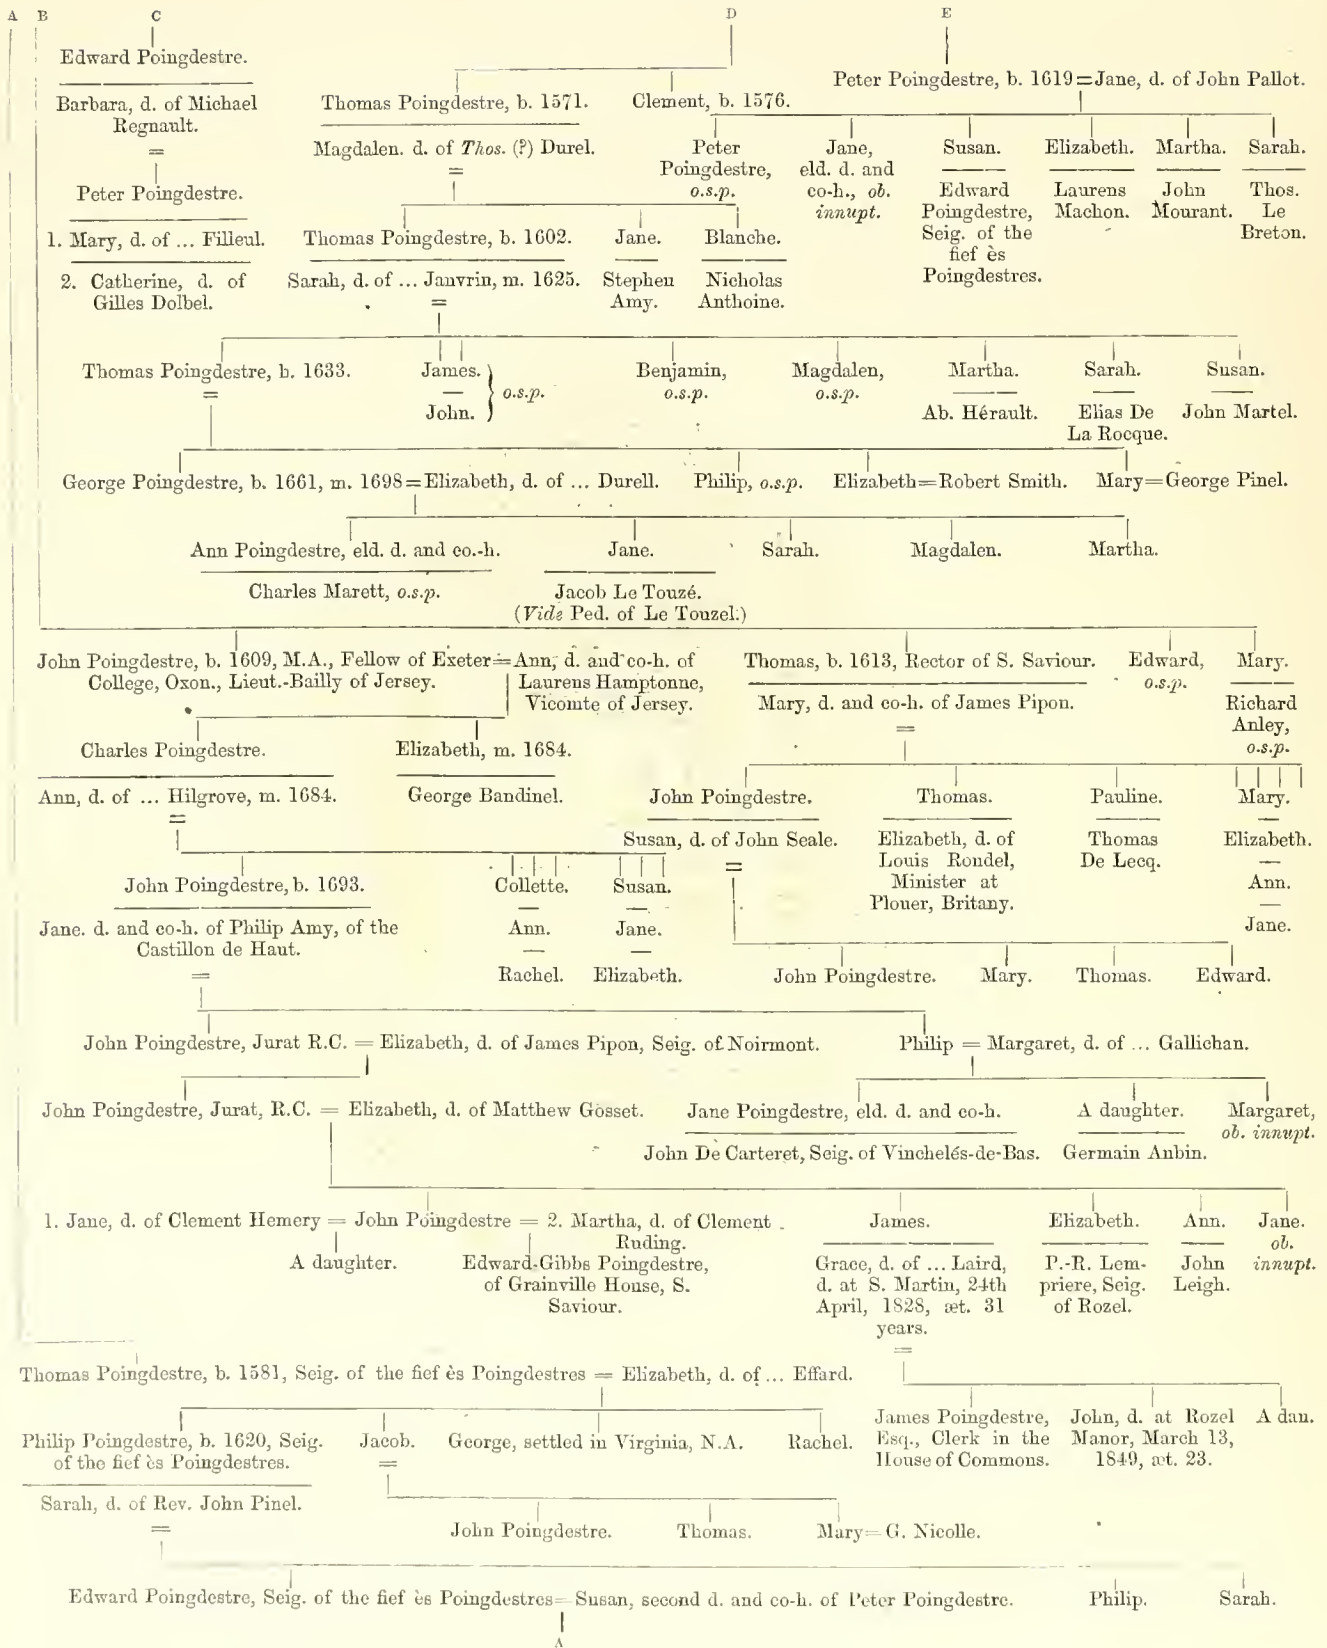 A B C D E
Edward Poingdestre.
Peter Poingdestre, b. 1619=Jane, d. of John Pallot.
Barbara, d. of Michael
Regnault.
=
Thomas Poingdestre, b. 1571. Clement, b. 1576.
Magdalen. d. of Thos. (?) Durel.
=
Peter
Poingdestre,
o.s.p.
Jane,
eld. d. and
co-h., ob.
innupt.
Susan.
Edward
Poingdestre,
Seig. of the
fief ès
Poingdestres.
Elizabeth.
Laurens
Machon.
Martha.
John
Mourant.
Sarah.
Thos.
Le
Breton.
Peter Poingdestre.
1. Mary, d. of ... Filleul.
2. Catherine, d. of
Gilles Dolbel.
Thomas Poingdestre, b. 1602.
Sarah, d. of ... Janvrin, m. 1625.
=
Jane.
Stephen
Amy.
Blanche.
Nicholas
Anthoine.
Thomas Poingdestre, b. 1633.
=
James.
John.
} o.s.p.
Benjamin,
o.s.p.
Magdalen,
o.s.p.
Martha.
Ab. Hérault.
Sarah.
Elias De
La Rocque.
Susan.
John Martel.
George Poingdestre, b. 1661, m. 1698=Elizabeth, d. of ... Durell. Philip, o.s.p. Elizabeth=Robert Smith. Mary=George Pinel.
Ann Poingdestre, eld. d. and co.-h.
Charles Marett, o.s.p.
Jane.
Jacob Le Touzé.
(Vide Ped. of Le Touzel.)
Sarah. Magdalen. Martha.
John Poingdestre, b. 1609, M.A., Fellow of Exeter=Ann, d. and co-h. of
College, Oxon., Lieut.-Bailly of Jersey. Laurens Hamptonne,
Vicomte of Jersey.
Thomas, b. 1613, Rector of S. Saviour.
Mary, d. and co-h. of James Pipon.
=
Edward,
o.s.p.
Mary.
Richard
Anley,
o.s.p.
Charles Poingdestre.
Ann, d. of ... Hilgrove, m. 1684.
=
Elizabeth, m. 1684.
George Bandinel.
John Poingdestre.
Susan, d. of John Seale.
=
Thomas.
Elizabeth, d. of
Louis Rondel,
Minister at
Plouer, Britany.
Pauline.
Thomas
De Lecq.
Mary.
Elizabeth.
Ann.
Jane.
John Poingdestre, b. 1693.
Jane. d. and co-h. of Philip Amy, of the
Castillon de Haut.
=
Collette.
Ann.
Rachel.
Susan.
Jane.
Elizabeth.
John Poingdestre. Mary. Thomas. Edward.
John Poingdestre, Jurat R.C. = Elizabeth, d. of James Pipon, Seig. of Noirmont. Philip = Margaret, d. of ... Gallichan.
John Poingdestre, Jurat, R.C. = Elizabeth, d. of Matthew Gosset.
Jane Poingdestre, eld. d. and co-h.
John De Carteret, Seig. of Vinchelés-de-Bas.
A daughter.
Germain Anbin.
Margaret,
ob. innupt.
1. Jane, d. of Clement Hemery = John Poingdestre = 2. Martha, d. of Clement
Ruding.
A daughter.
Edward-Gibbs Poingdestre,
of Grainville House, S.
Saviour.
James.
Grace, d. of ... Laird,
d. at S. Martin, 24th
April, 1828, æt. 31
years.
=
Elizabeth.
P.-R. Lem-
priere, Seig.
of Rozel.
Ann.
John
Leigh.
Jane.
ob.
innupt.
Thomas Poingdestre, b. 1581, Seig. of the fief ès Poingdestres = Elizabeth, d. of ... Effard.
James Poingdestre,
Esq., Clerk in the
House of Commons.
John, d. at Rozel
Manor, March 13,
1849, æt. 23.
A dau.
Philip Poingdestre, b. 1620, Seig.
of the fief ès Poingdestres.
Sarah, d. of Rev. John Pinel.
=
Jacob.
=
George, settled in Virginia, N.A. Rachel.
John Poingdestre. Thomas. Mary=G. Nicolle.
Edward Poingdestre, Seig. of the fief ès Poingdestres=Susan, second d. and co-h. of Peter Poingdestre. Philip. Sarah.
A